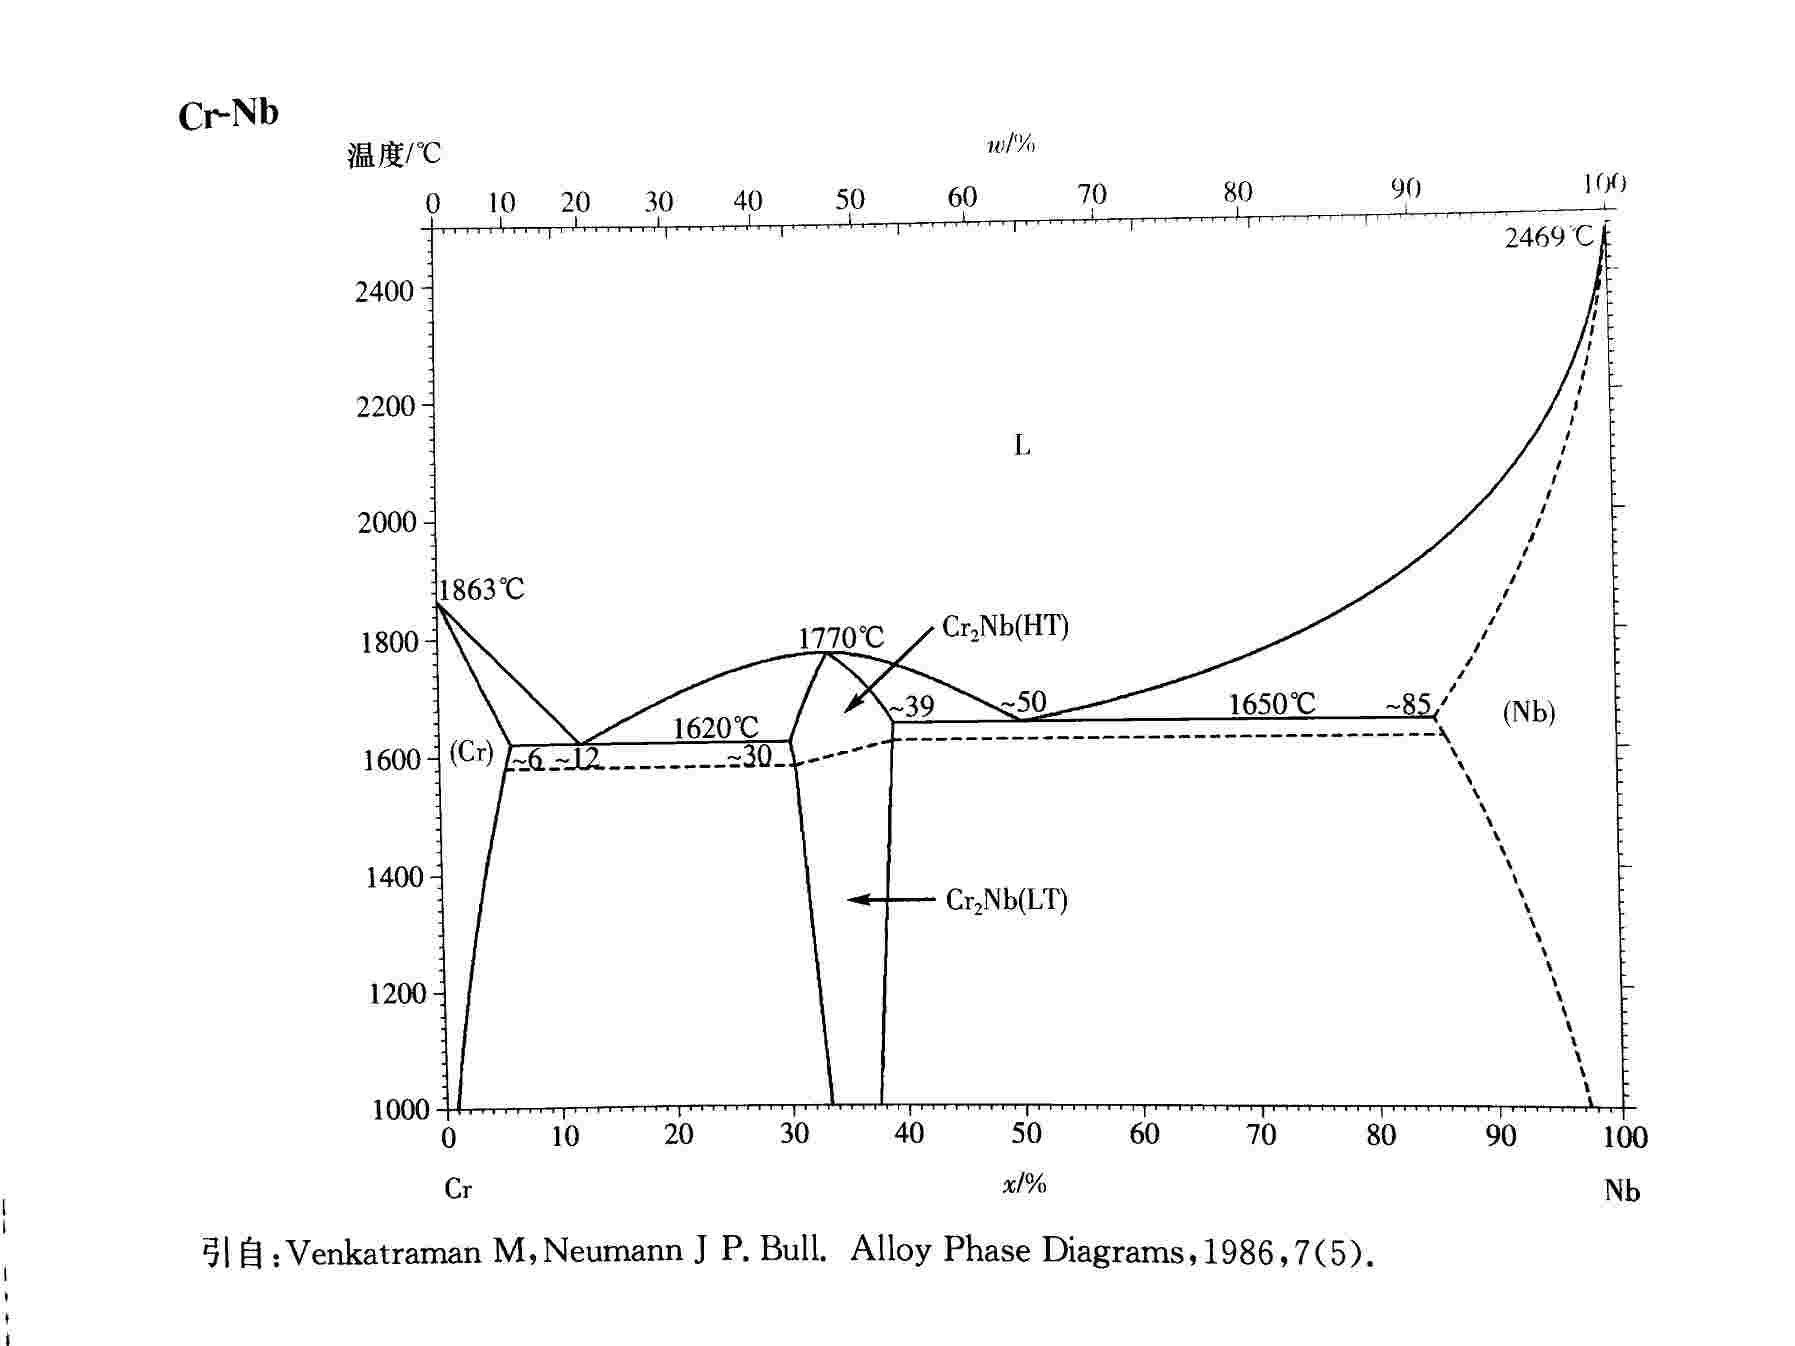 Cr-Nb
温度/℃
w/%
0 10 20 30 40 50 60 70 80 90 100
2469℃
2400
2200
L
2000
1863℃
1800
1770℃
Cr₂Nb(HT)
~39 ~50 1650℃ ~85 (Nb)
1620℃
1600 (Cr) ~6 ~12 ~30
1400
Cr₂Nb(LT)
1200
1000
0 10 20 30 40 50 60 70 80 90 100
Cr x/% Nb
引自:Venkatraman M,Neumann J P. Bull. Alloy Phase Diagrams,1986,7(5).